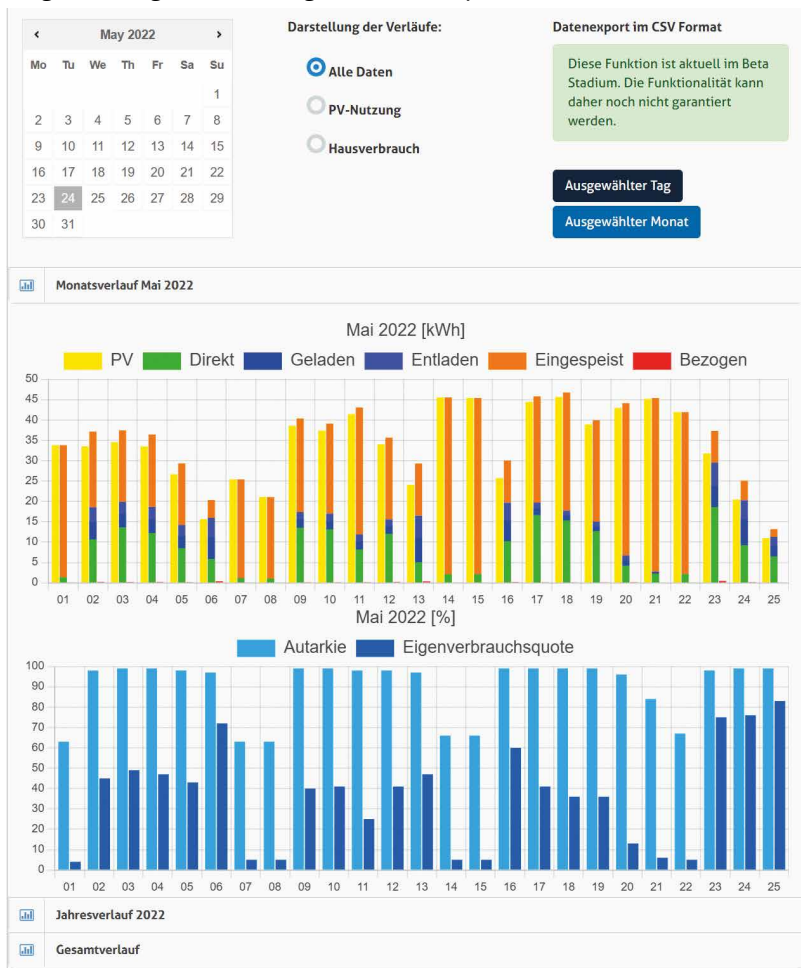 ‹ May 2022 ›
Mo Tu We Th Fr Sa Su
1
2 3 4 5 6 7 8
9 10 11 12 13 14 15
16 17 18 19 20 21 22
23 24 25 26 27 28 29
30 31
Darstellung der Verläufe:
Alle Daten
PV-Nutzung
Hausverbrauch
Datenexport im CSV Format
Diese Funktion ist aktuell im Beta
Stadium. Die Funktionalität kann
daher noch nicht garantiert
werden.
Ausgewählter Tag
Ausgewählter Monat
Monatsverlauf Mai 2022
Mai 2022 [kWh]
PV Direkt Geladen Entladen Eingespeist Bezogen
50
45
40
35
30
25
20
15
10
5
0
01 02 03 04 05 06 07 08 09 10 11 12 13 14 15 16 17 18 19 20 21 22 23 24 25
Mai 2022 [%]
Autarkie Eigenverbrauchsquote
100
90
80
70
60
50
40
30
20
10
0
01 02 03 04 05 06 07 08 09 10 11 12 13 14 15 16 17 18 19 20 21 22 23 24 25
Jahresverlauf 2022
Gesamtverlauf